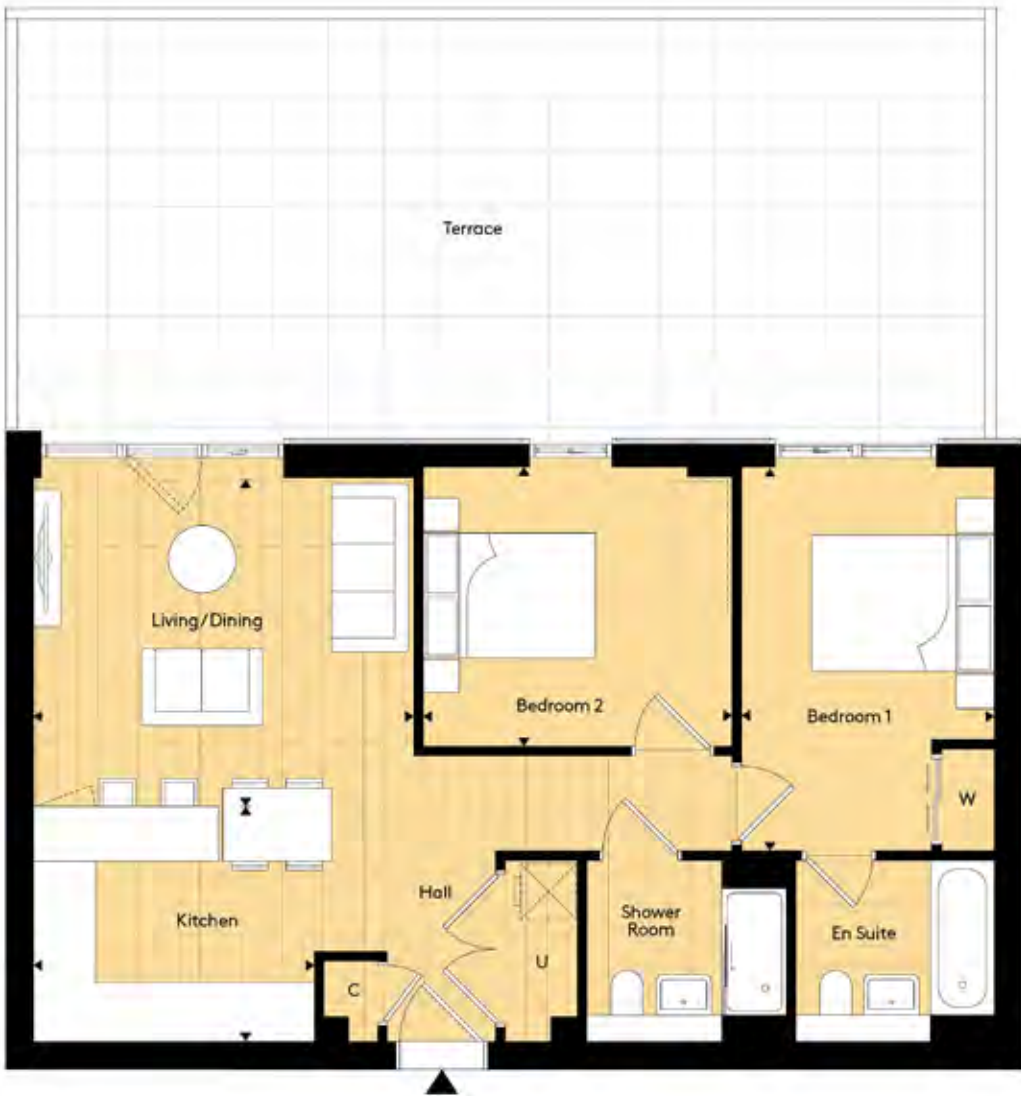 Terrace
Living/Dining
Bedroom 2
Bedroom 1
W
Hall
Kitchen
Shower
Room
En Suite
C
U